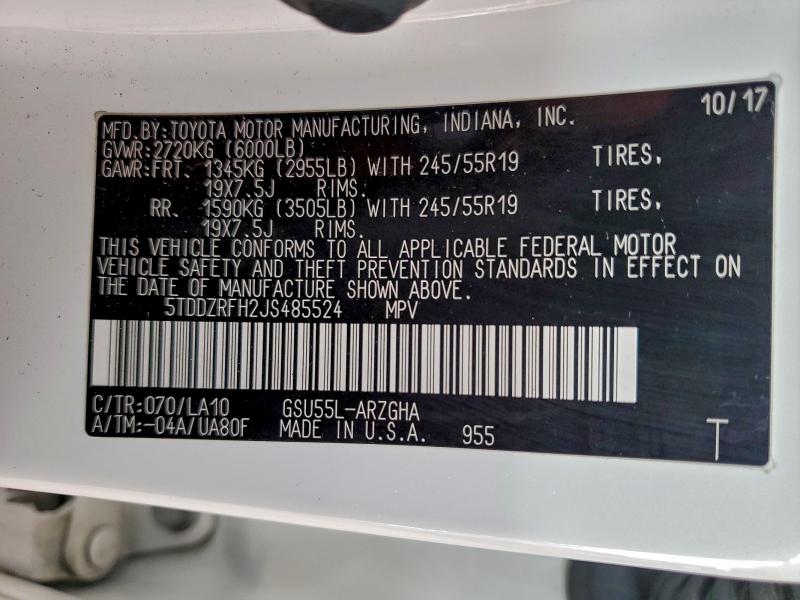 10/17
MFD.BY:TOYOTA MOTOR MANUFACTURING, INDIANA, INC.
GVWR:2720KG (6000LB)
GAWR:FRT. 1345KG (2955LB) WITH 245/55R19 TIRES,
19X7.5J RIMS.
RR. 1590KG (3505LB) WITH 245/55R19 TIRES,
19X7.5J RIMS.
THIS VEHICLE CONFORMS TO ALL APPLICABLE FEDERAL MOTOR
VEHICLE SAFETY AND THEFT PREVENTION STANDARDS IN EFFECT ON
THE DATE OF MANUFACTURE SHOWN ABOVE.
5TDDZRFH2JS485524 MPV
C/TR:070/LA10 GSU55L-ARZGHA
A/TM:-04A/UA80F MADE IN U.S.A. 955 T